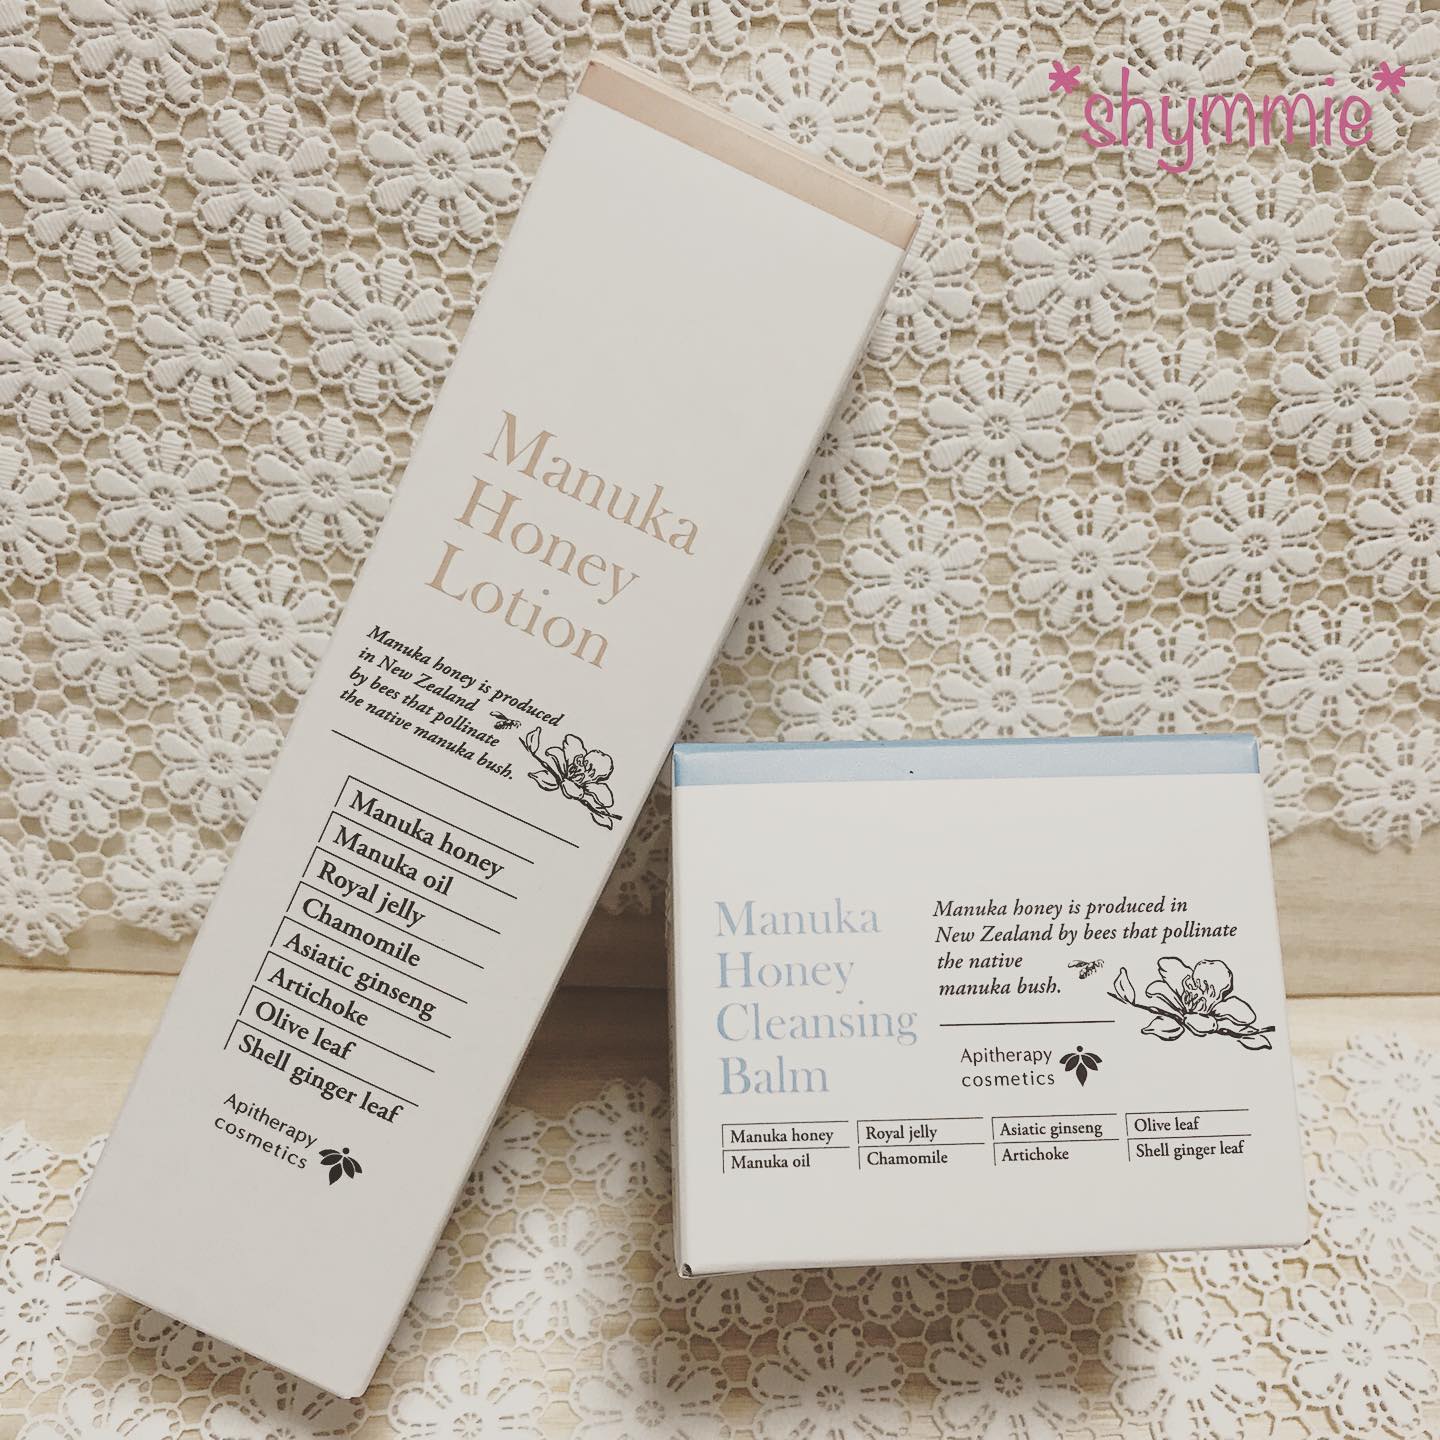 *shymmie*
Manuka
Honey
Lotion
Manuka honey is produced
in New Zealand
by bees that pollinate
the native manuka bush.
Manuka honey
Manuka oil
Royal jelly
Chamomile
Asiatic ginseng
Artichoke
Olive leaf
Shell ginger leaf
Apitherapy
cosmetics
Manuka
Honey
Cleansing
Balm
Manuka honey is produced in
New Zealand by bees that pollinate
the native
manuka bush.
Apitherapy
cosmetics
Manuka honey
Manuka oil
Royal jelly
Chamomile
Asiatic ginseng
Artichoke
Olive leaf
Shell ginger leaf